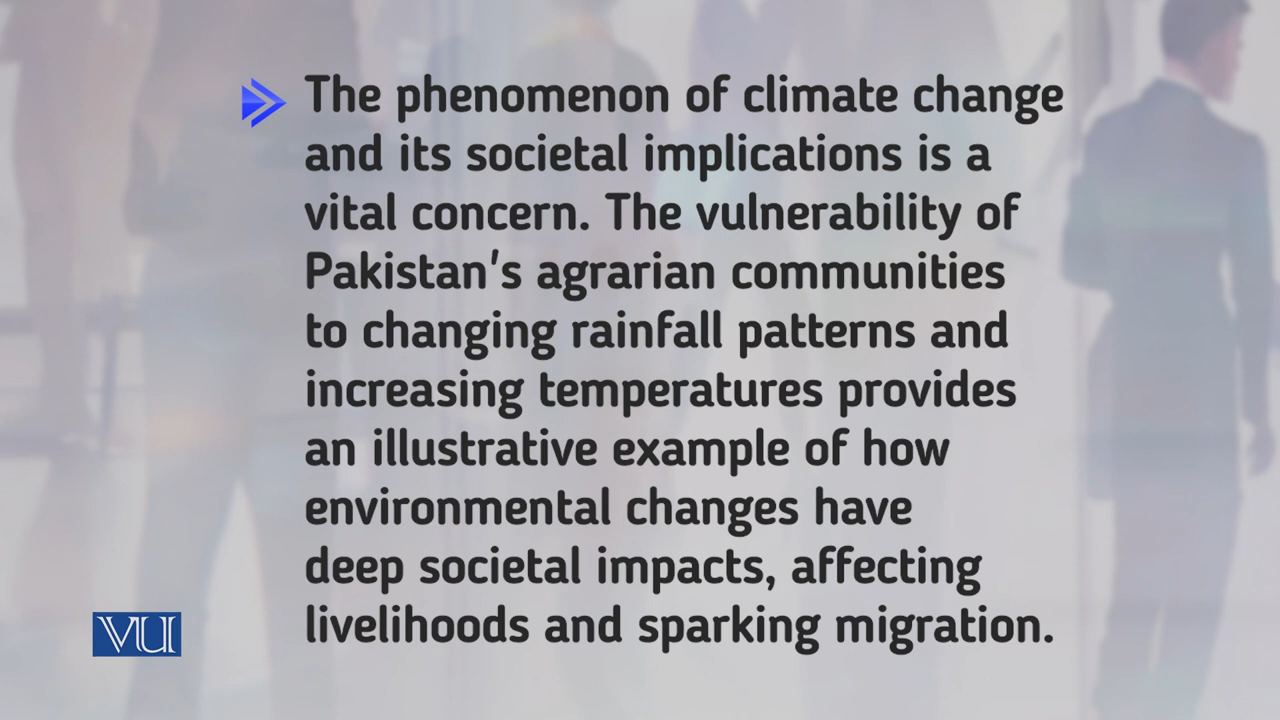 The phenomenon of climate change
and its societal implications is a
vital concern. The vulnerability of
Pakistan's agrarian communities
to changing rainfall patterns and
increasing temperatures provides
an illustrative example of how
environmental changes have
deep societal impacts, affecting
livelihoods and sparking migration.
VU